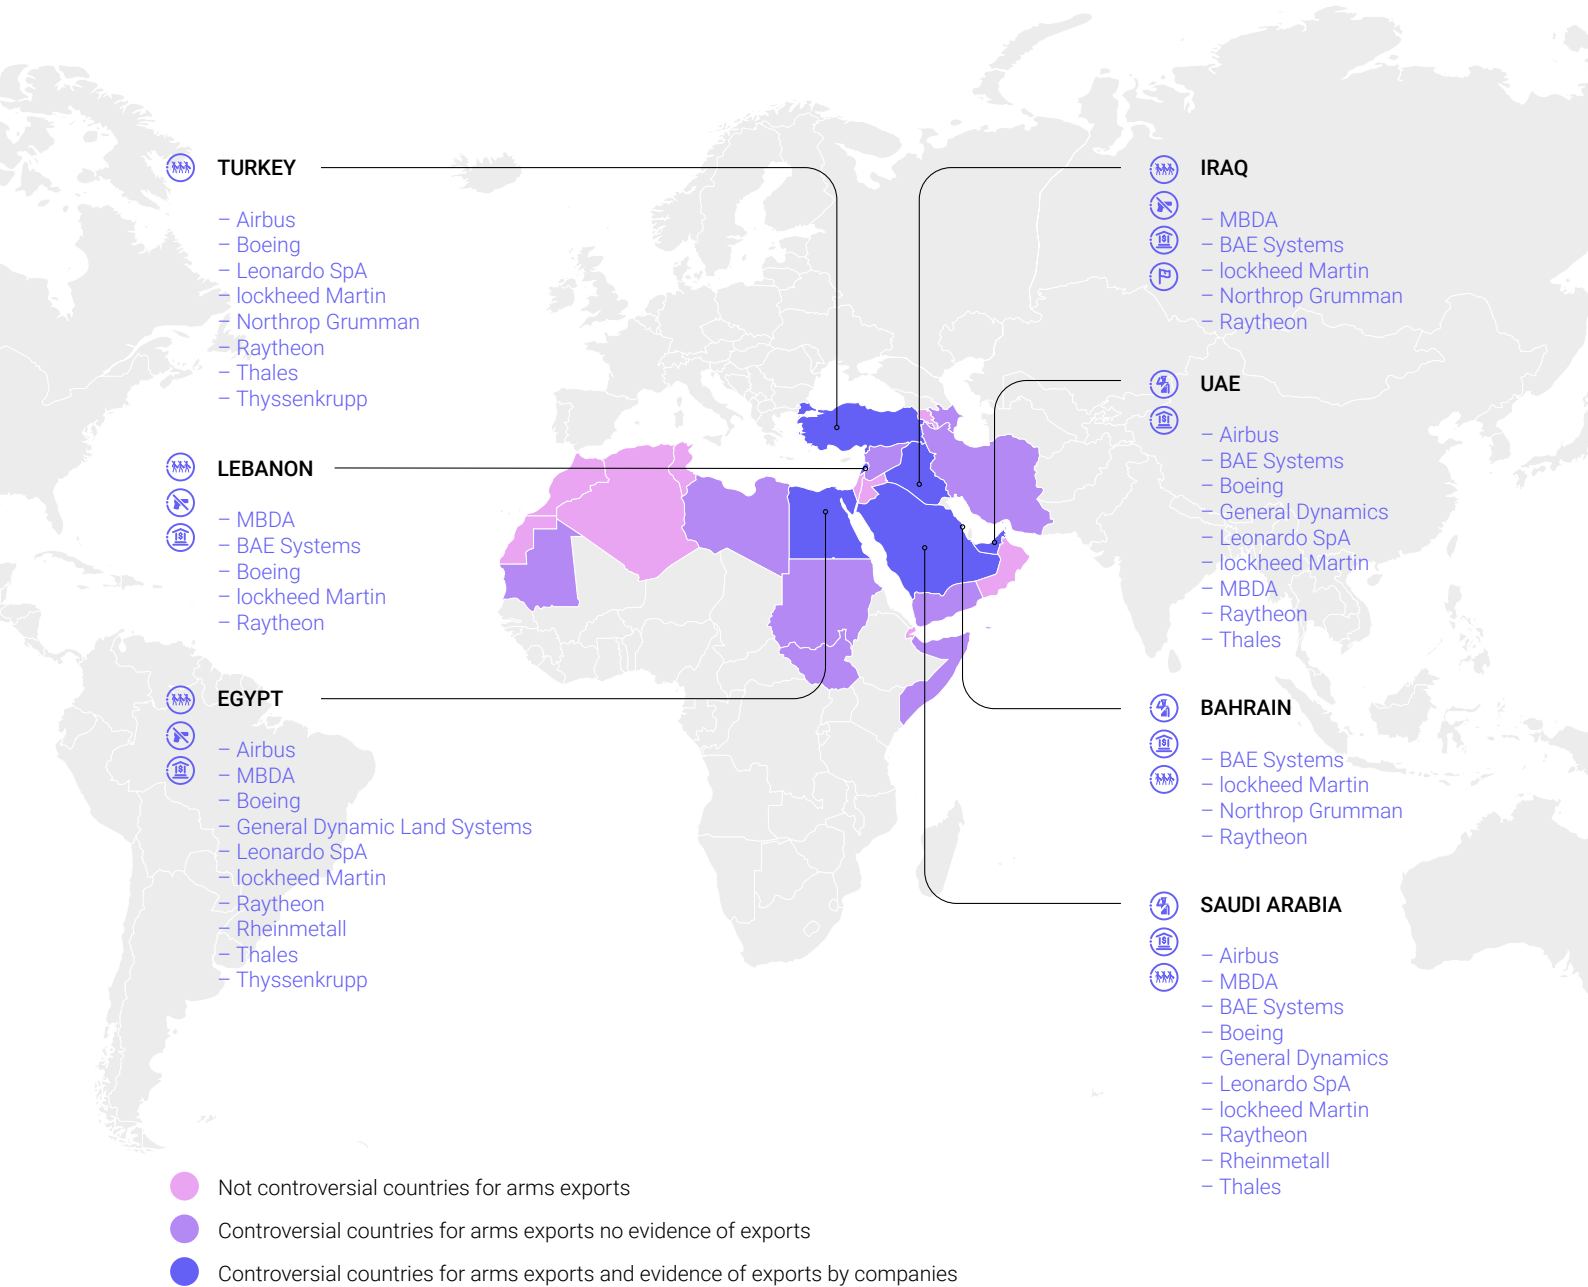 TURKEY
– Airbus
– Boeing
– Leonardo SpA
– lockheed Martin
– Northrop Grumman
– Raytheon
– Thales
– Thyssenkrupp
LEBANON
– MBDA
– BAE Systems
– Boeing
– lockheed Martin
– Raytheon
EGYPT
– Airbus
– MBDA
– Boeing
– General Dynamic Land Systems
– Leonardo SpA
– lockheed Martin
– Raytheon
– Rheinmetall
– Thales
– Thyssenkrupp
IRAQ
– MBDA
– BAE Systems
– lockheed Martin
– Northrop Grumman
– Raytheon
UAE
– Airbus
– BAE Systems
– Boeing
– General Dynamics
– Leonardo SpA
– lockheed Martin
– MBDA
– Raytheon
– Thales
BAHRAIN
– BAE Systems
– lockheed Martin
– Northrop Grumman
– Raytheon
SAUDI ARABIA
– Airbus
– MBDA
– BAE Systems
– Boeing
– General Dynamics
– Leonardo SpA
– lockheed Martin
– Raytheon
– Rheinmetall
– Thales
Not controversial countries for arms exports
Controversial countries for arms exports no evidence of exports
Controversial countries for arms exports and evidence of exports by companies